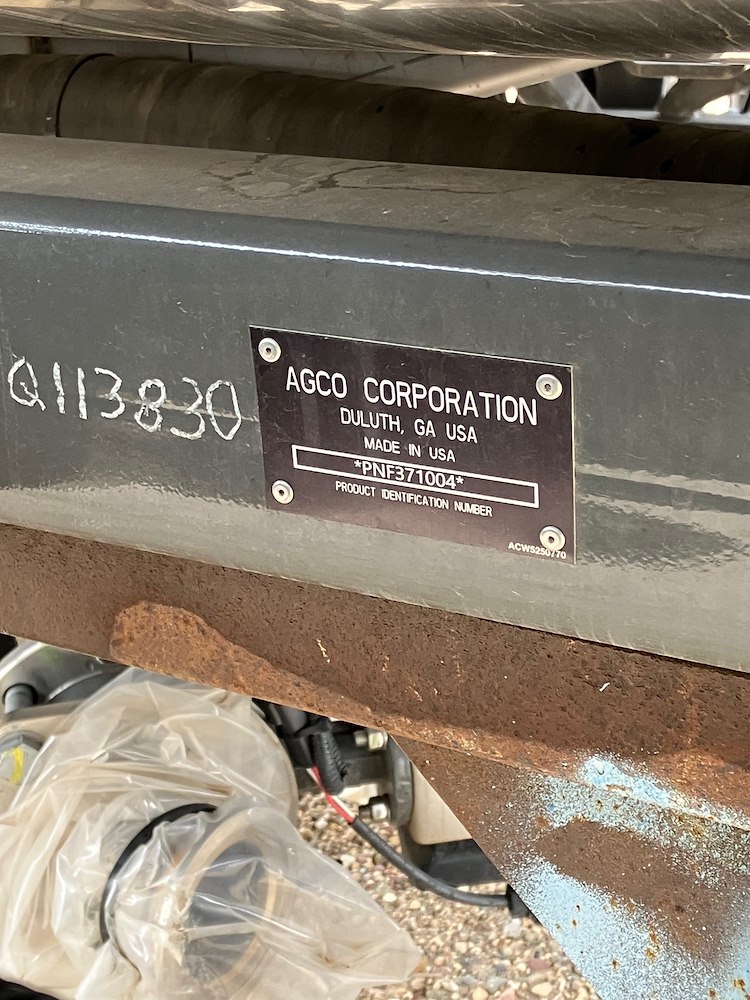 Q113830
AGCO CORPORATION
DULUTH, GA USA
MADE IN USA
*PNF371004*
PRODUCT IDENTIFICATION NUMBER
ACW5250770